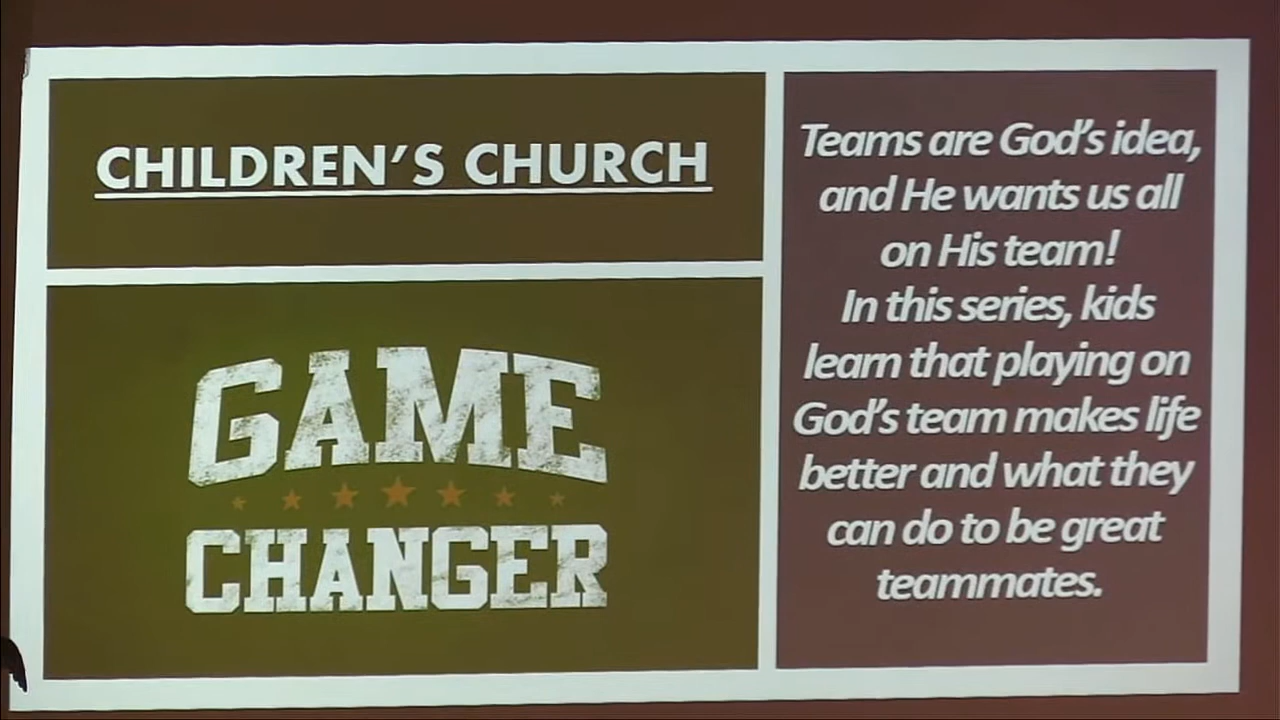 CHILDREN'S CHURCH
GAME
CHANGER
Teams are God's idea,
and He wants us all
on His team!
In this series, kids
learn that playing on
God's team makes life
better and what they
can do to be great
teammates.